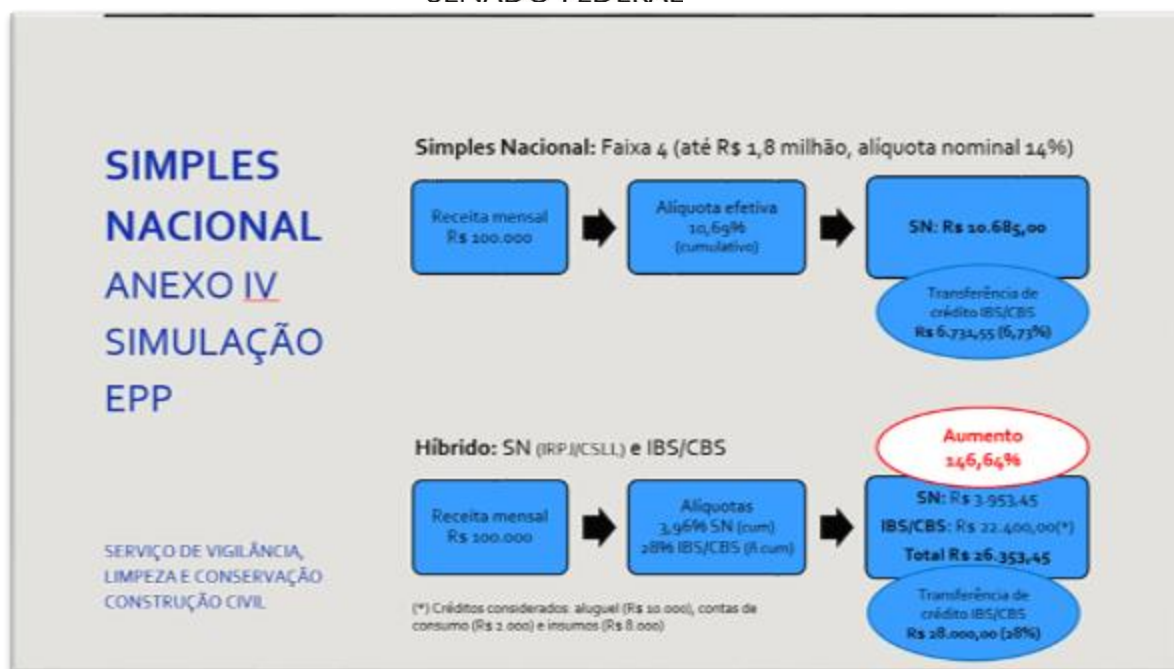 SENADO FEDERAL
SIMPLES
NACIONAL
ANEXO IV
SIMULAÇÃO
EPP
SERVIÇO DE VIGILÂNCIA,
LIMPEZA E CONSERVAÇÃO
CONSTRUÇÃO CIVIL
Simples Nacional: Faixa 4 (até R$ 1,8 milhão, alíquota nominal 14%)
Receita mensal
R$ 100.000
Alíquota efetiva
10,69%
(cumulativo)
SN: R$ 10.685,00
Transferência de
crédito IBS/CBS
R$ 6.731,55 (6,73%)
Híbrido: SN (IRPJ/CSLL) e IBS/CBS
Receita mensal
R$ 100.000
Alíquotas
3,96% SN (cum)
28% IBS/CBS (ñ cum)
Aumento
146,64%
SN: R$ 3.953,45
IBS/CBS: R$ 22.400,00(*)
Total R$ 26.353,45
Transferência de
crédito IBS/CBS
R$ 28.000,00 (28%)
(*) Créditos considerados: aluguel (R$ 10.000), contas de
consumo (R$ 2.000) e insumos (R$ 8.000)